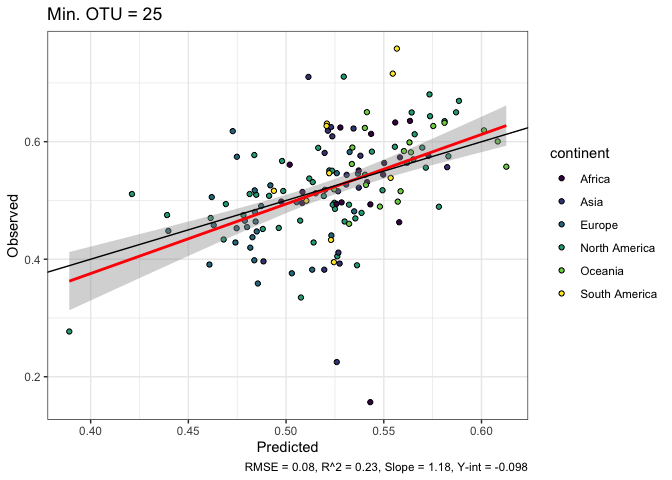 Min. OTU = 25
Observed
0.6
0.4
0.2
0.40 0.45 0.50 0.55 0.60
Predicted
continent
Africa
Asia
Europe
North America
Oceania
South America
RMSE = 0.08, R^2 = 0.23, Slope = 1.18, Y-int = -0.098